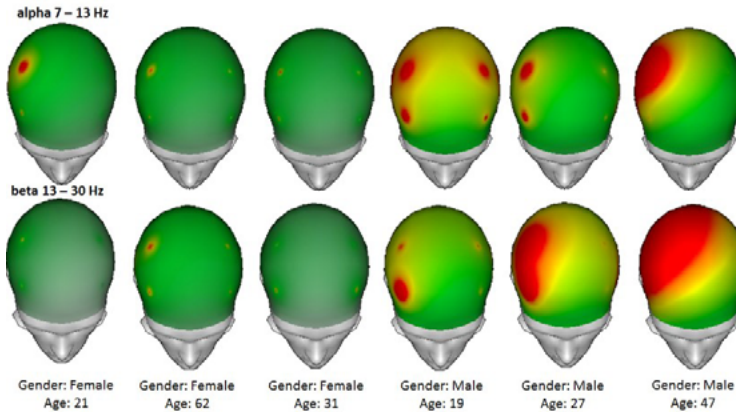 alpha 7 – 13 Hz
beta 13 – 30 Hz
Gender: Female Gender: Female Gender: Female Gender: Male Gender: Male Gender: Male
Age: 21 Age: 62 Age: 31 Age: 19 Age: 27 Age: 47